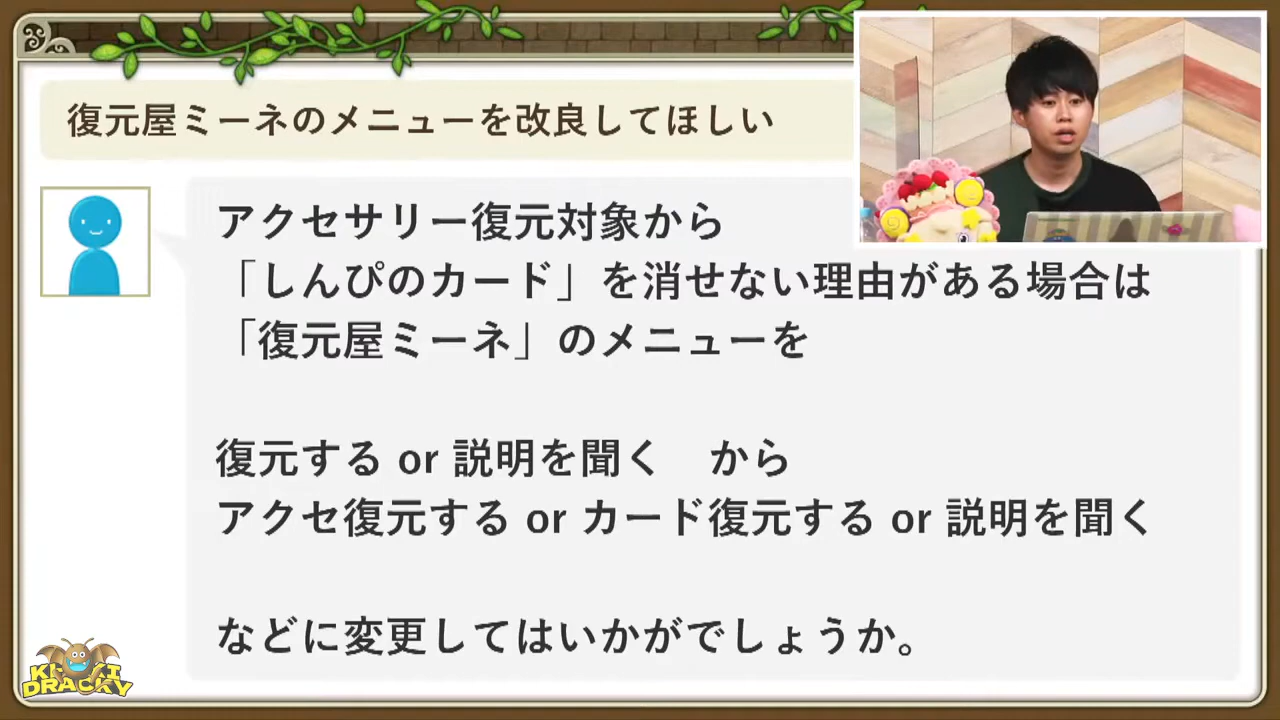 復元屋ミーネのメニューを改良してほしい
アクセサリー復元対象から
「しんぴのカード」を消せない理由がある場合は
「復元屋ミーネ」のメニューを
復元する or 説明を聞く　から
アクセ復元する or カード復元する or 説明を聞く
などに変更してはいかがでしょうか。
DRACKY